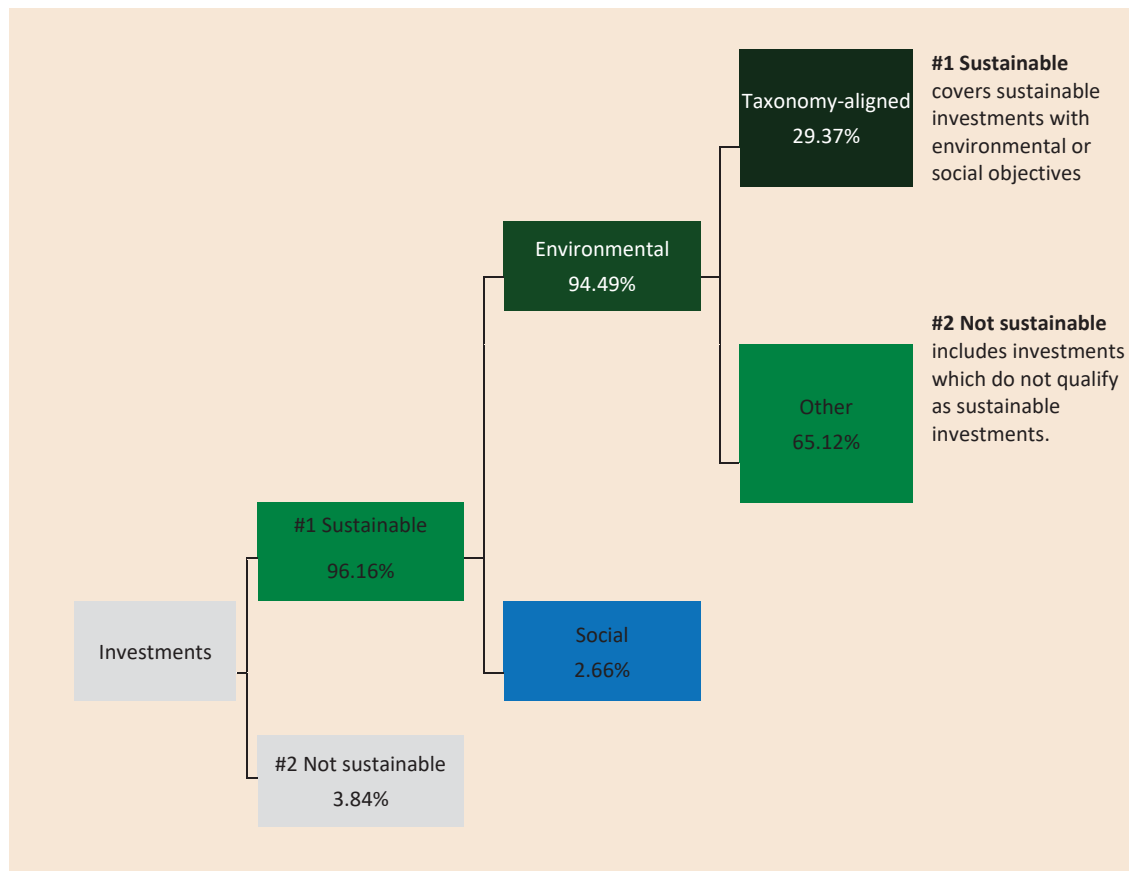 Taxonomy-aligned
29.37%
#1 Sustainable
covers sustainable
investments with
environmental or
social objectives
Environmental
94.49%
#2 Not sustainable
includes investments
which do not qualify
as sustainable
investments.
Other
65.12%
#1 Sustainable
96.16%
Social
2.66%
Investments
#2 Not sustainable
3.84%